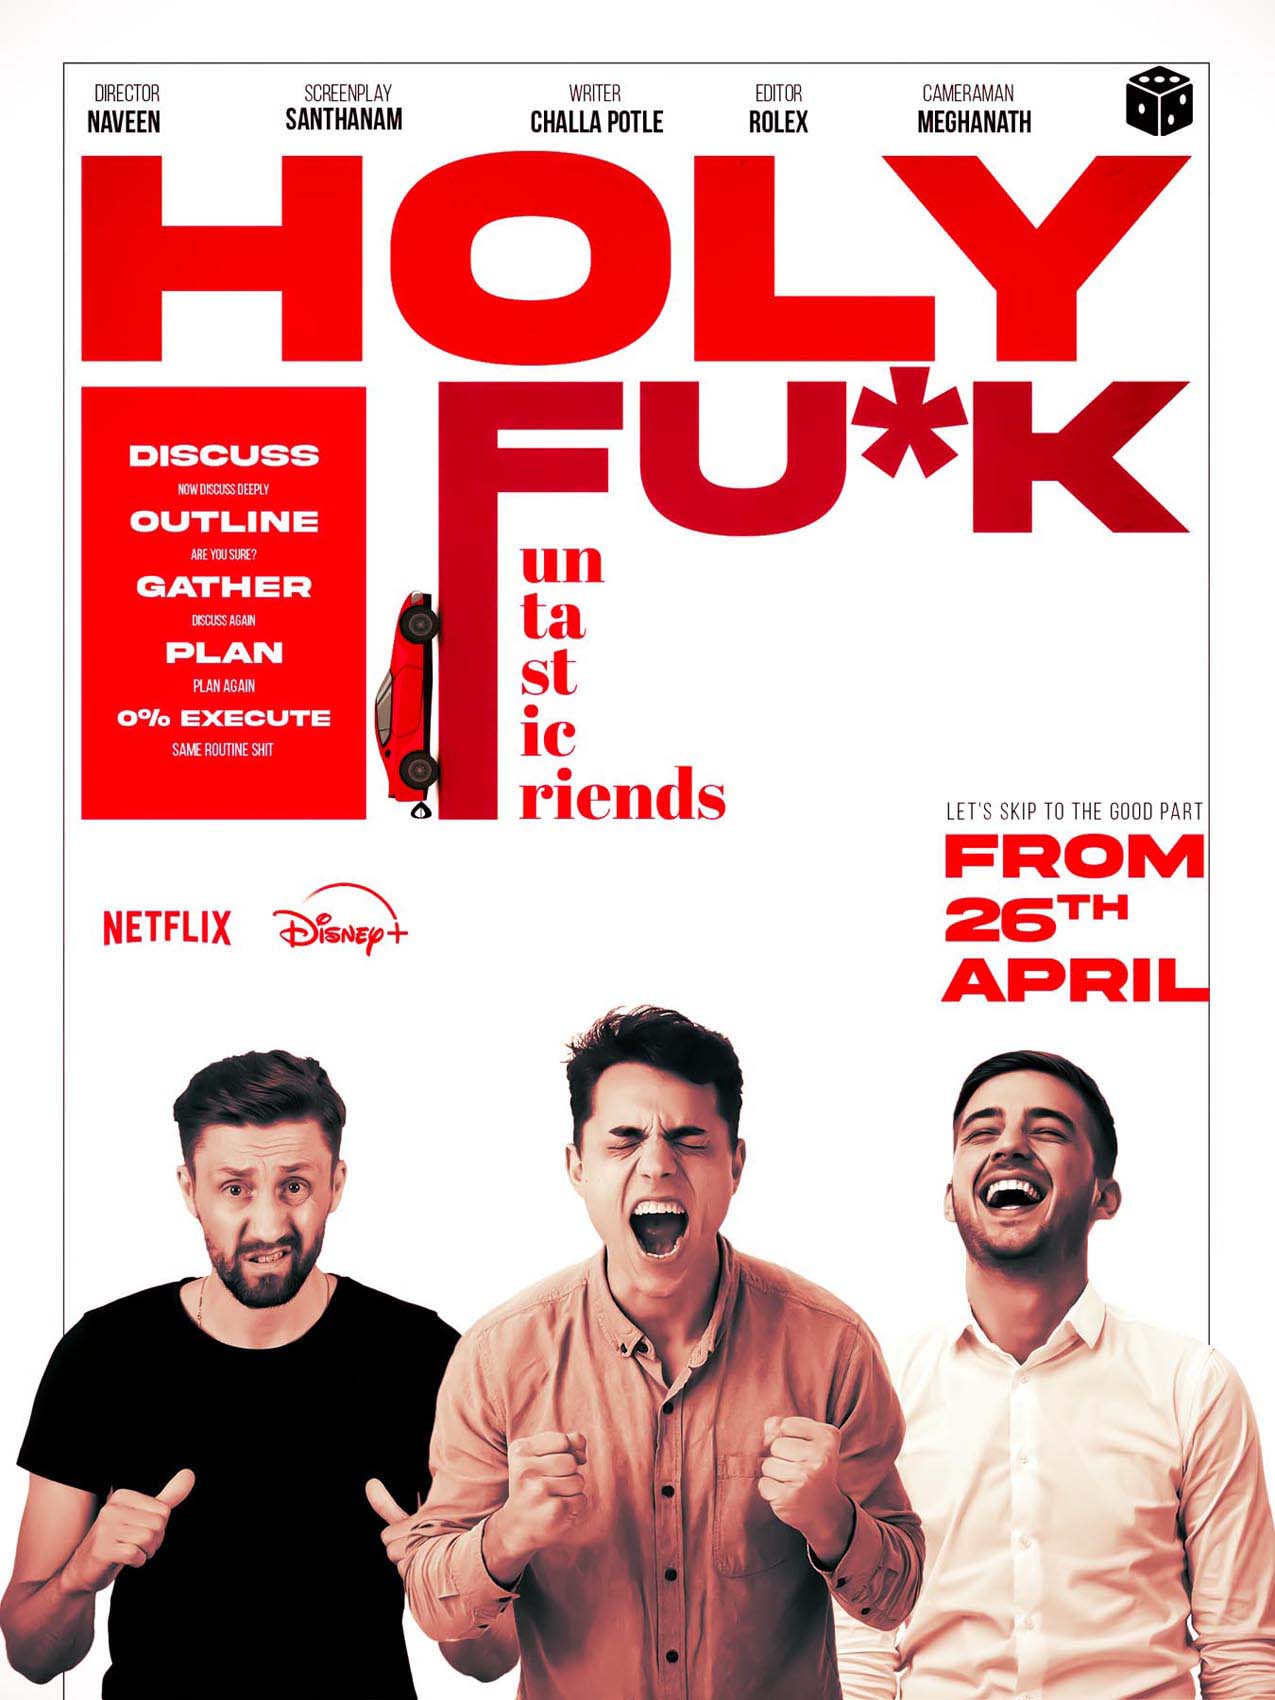 DIRECTOR
NAVEEN
SCREENPLAY
SANTHANAM
WRITER
CHALLA POTLE
EDITOR
ROLEX
CAMERAMAN
MEGHANATH
HOLY
FU*K
DISCUSS
NOW DISCUSS DEEPLY
OUTLINE
ARE YOU SURE?
GATHER
DISCUSS AGAIN
PLAN
PLAN AGAIN
0% EXECUTE
SAME ROUTINE SHIT
un
ta
st
ic
riends
LET'S SKIP TO THE GOOD PART
FROM
26TH
APRIL
NETFLIX
Disney+